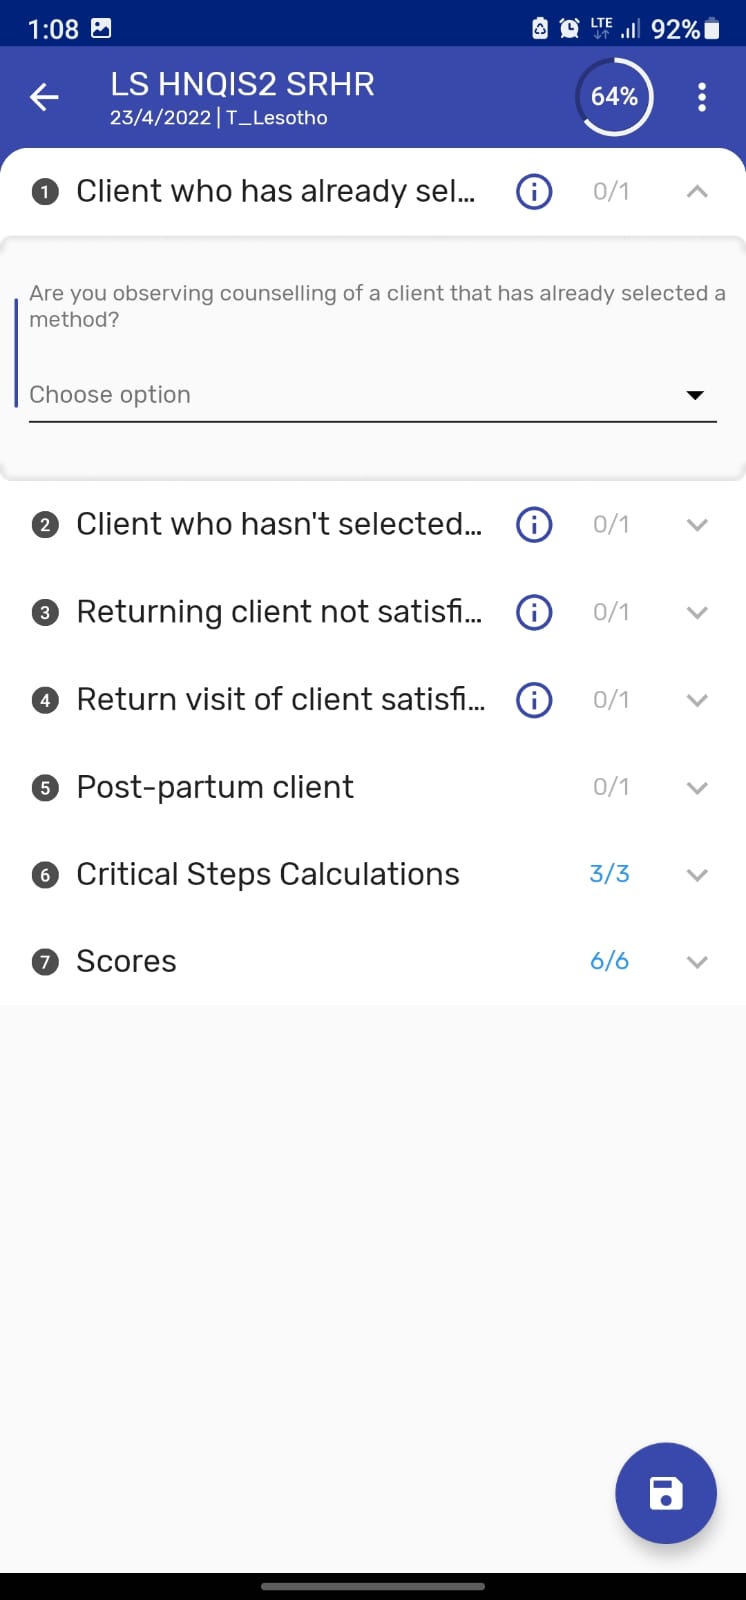 1:08
LTE
92%
LS HNQIS2 SRHR
23/4/2022 | T_Lesotho
64%
1 Client who has already sel... 0/1
Are you observing counselling of a client that has already selected a
method?
Choose option
2 Client who hasn't selected... 0/1
3 Returning client not satisfi... 0/1
4 Return visit of client satisfi... 0/1
5 Post-partum client 0/1
6 Critical Steps Calculations 3/3
7 Scores 6/6